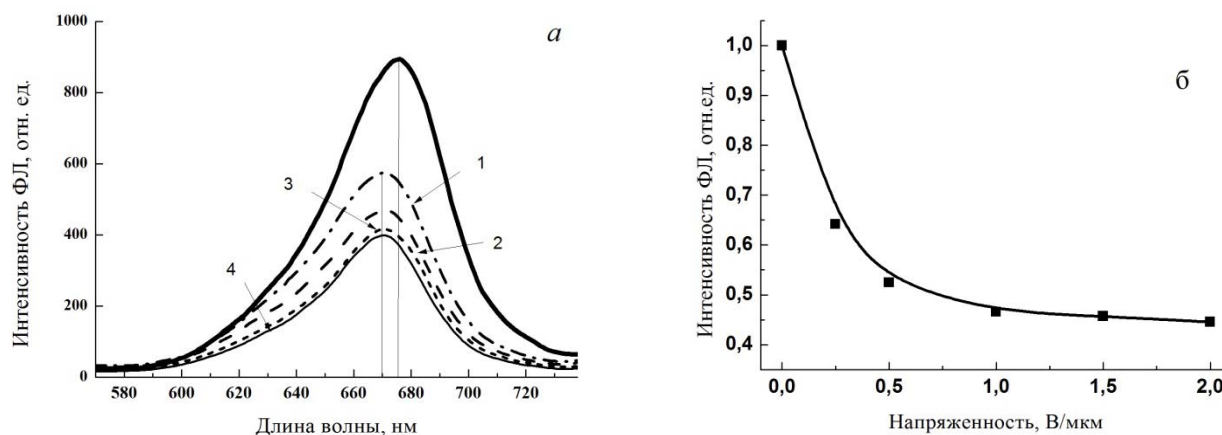 а
Интенсивность ФЛ, отн. ед.
1000
800
600
400
200
0
1
3
2
4
580 600 620 640 660 680 700 720
Длина волны, нм
б
Интенсивность ФЛ, отн.ед.
1,0
0,9
0,8
0,7
0,6
0,5
0,4
0,0 0,5 1,0 1,5 2,0
Напряженность, В/мкм